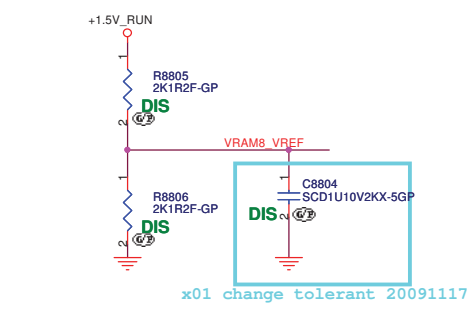 +1.5V_RUN
1
R8805
2K1R2F-GP
DIS
2
G/P
VRAM8_VREF
1
R8806
2K1R2F-GP
DIS
2
G/P
1
C8804
SCD1U10V2KX-5GP
DIS
2
G/P
x01 change tolerant 20091117